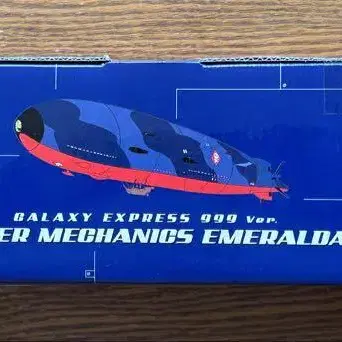 GALAXY EXPRESS 999 Ver.
ER MECHANICS EMERALDA